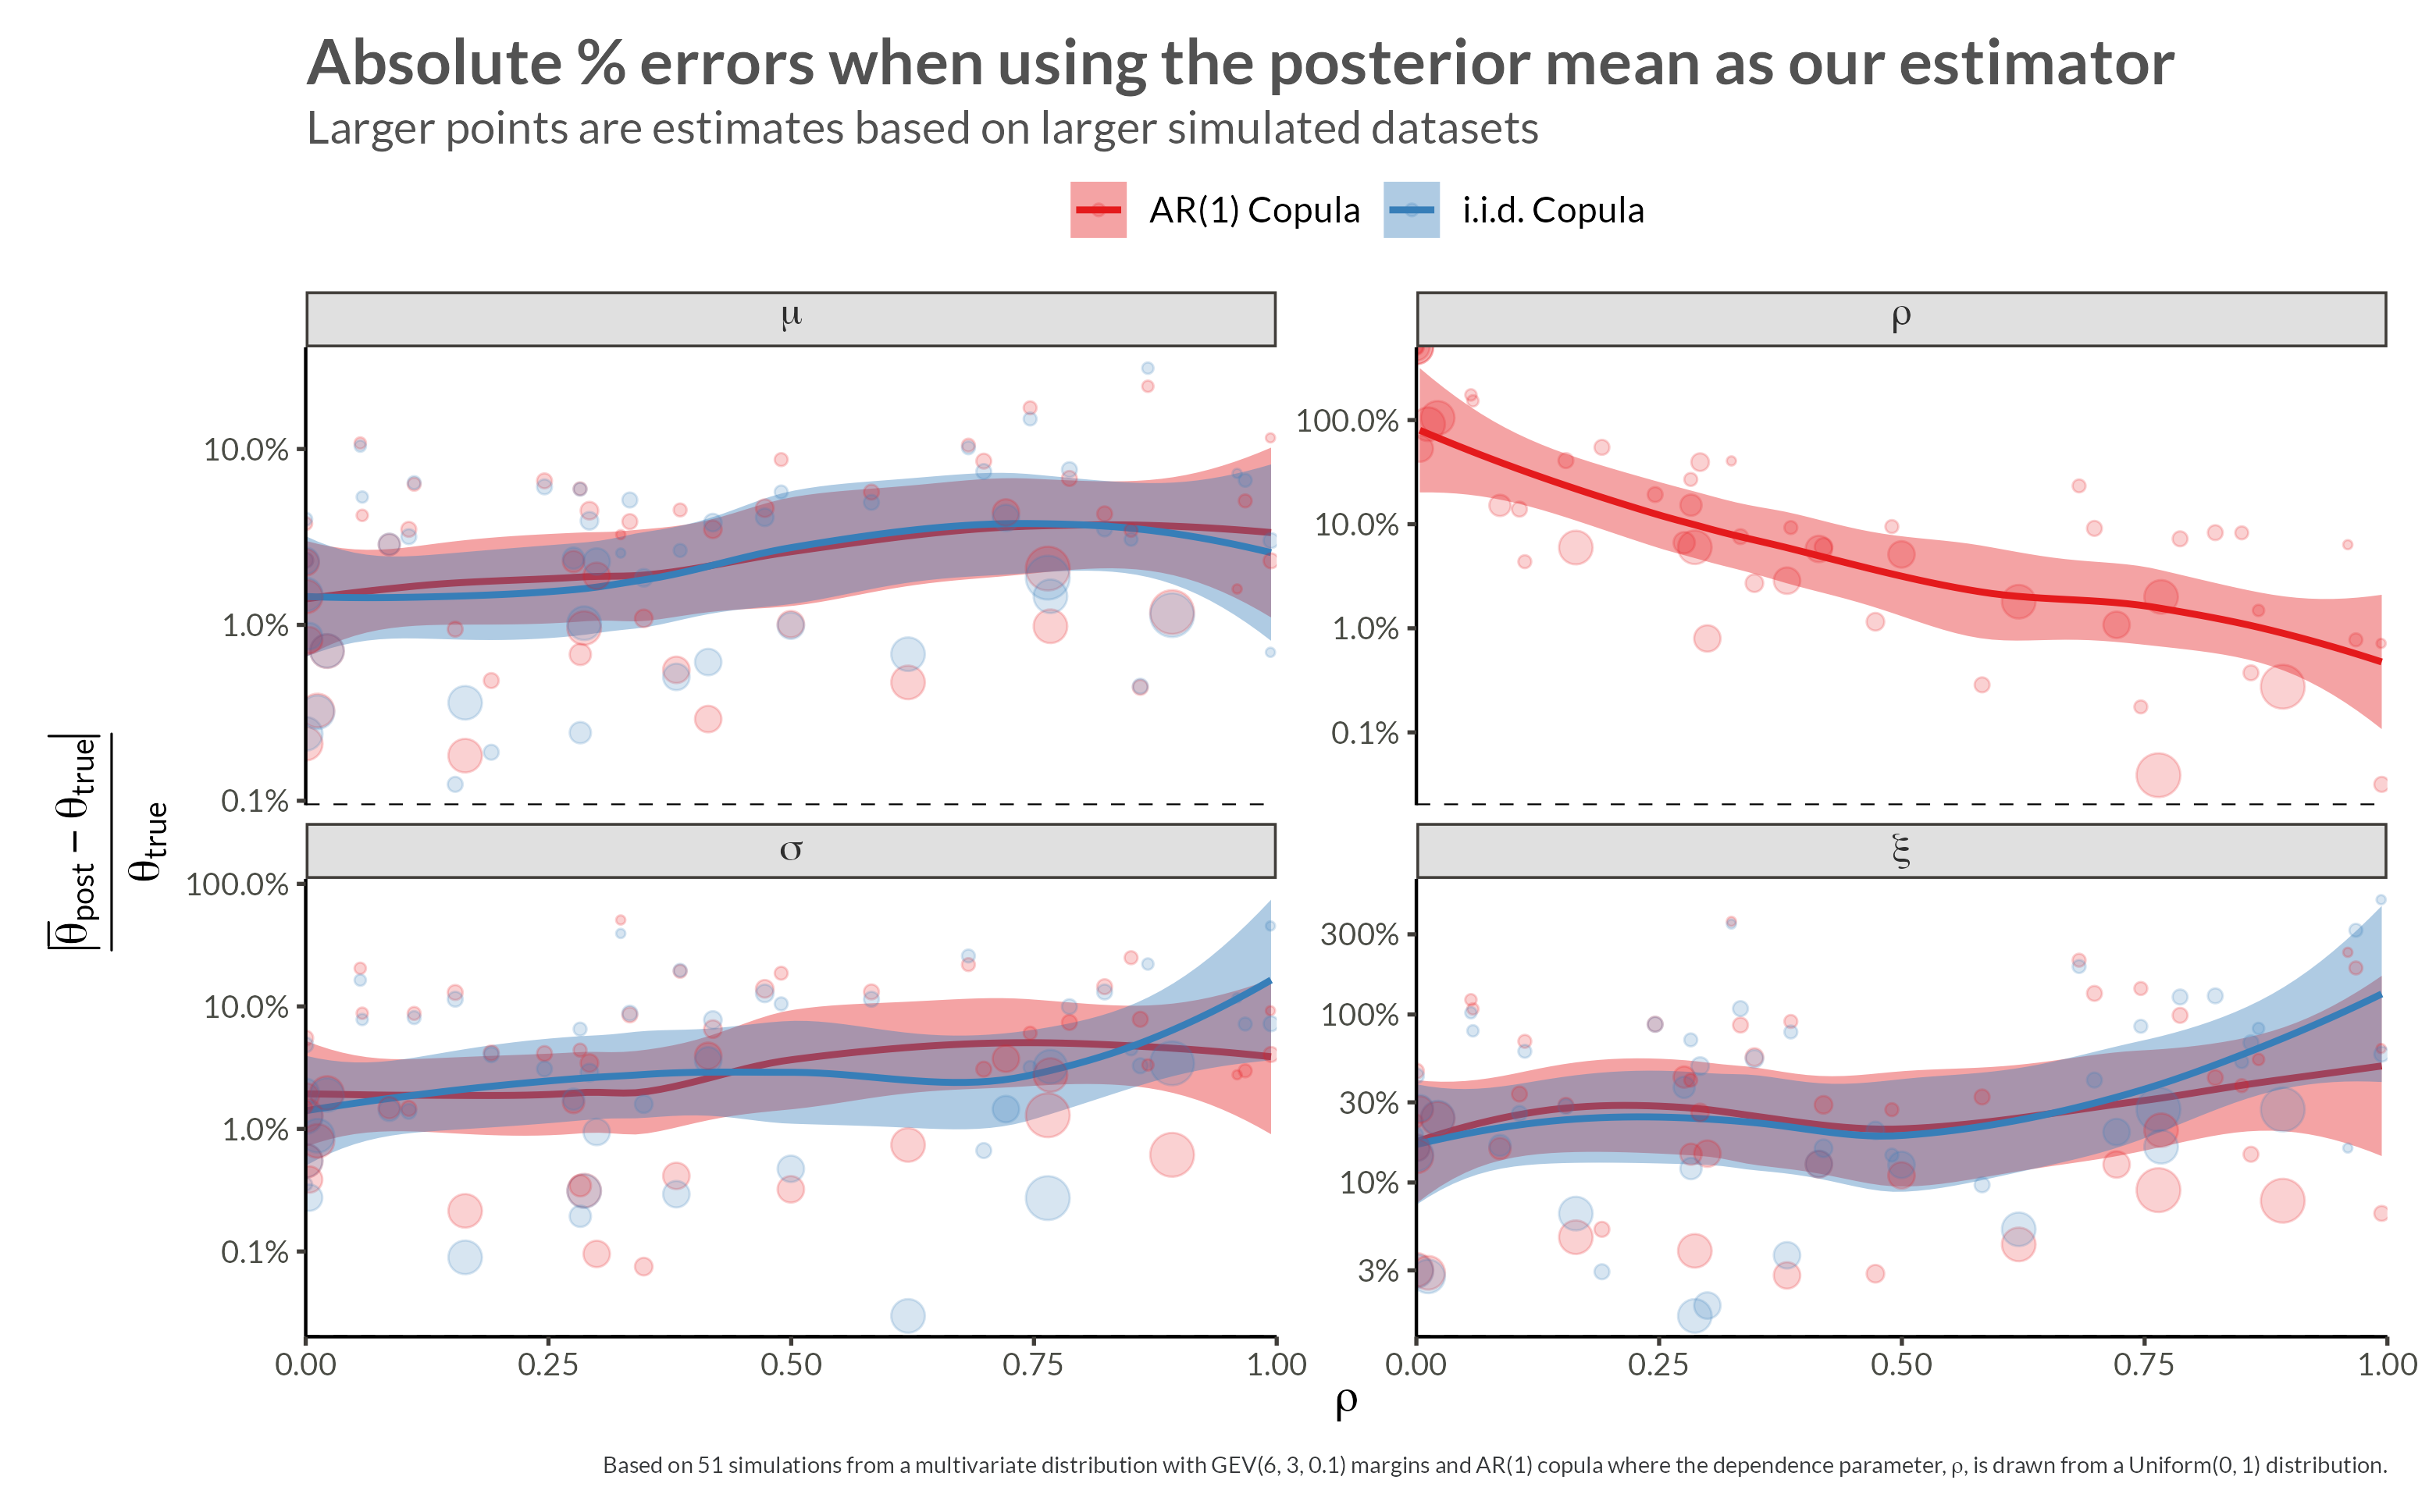 Absolute % errors when using the posterior mean as our estimator
Larger points are estimates based on larger simulated datasets
AR(1) Copula i.i.d. Copula
μ
10.0%
1.0%
0.1%
ρ
100.0%
10.0%
1.0%
0.1%
σ
100.0%
10.0%
1.0%
0.1%
0.00 0.25 0.50 0.75 1.00
ξ
300%
100%
30%
10%
3%
0.00 0.25 0.50 0.75 1.00
|θ̅post − θtrue|
θtrue
ρ
Based on 51 simulations from a multivariate distribution with GEV(6, 3, 0.1) margins and AR(1) copula where the dependence parameter, ρ, is drawn from a Uniform(0, 1) distribution.